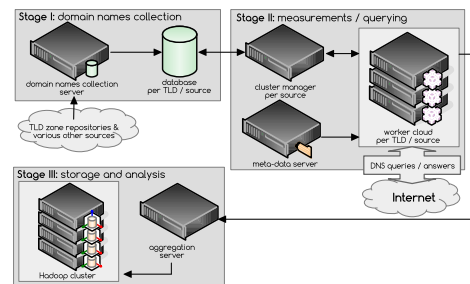 Stage I: domain names collection
domain names collection
server
database
per TLD / source
TLD zone repositories &
various other sources
Stage II: measurements / querying
cluster manager
per source
worker cloud
per TLD / source
meta-data server
DNS queries / answers
Internet
Stage III: storage and analysis
Hadoop cluster
aggregation
server